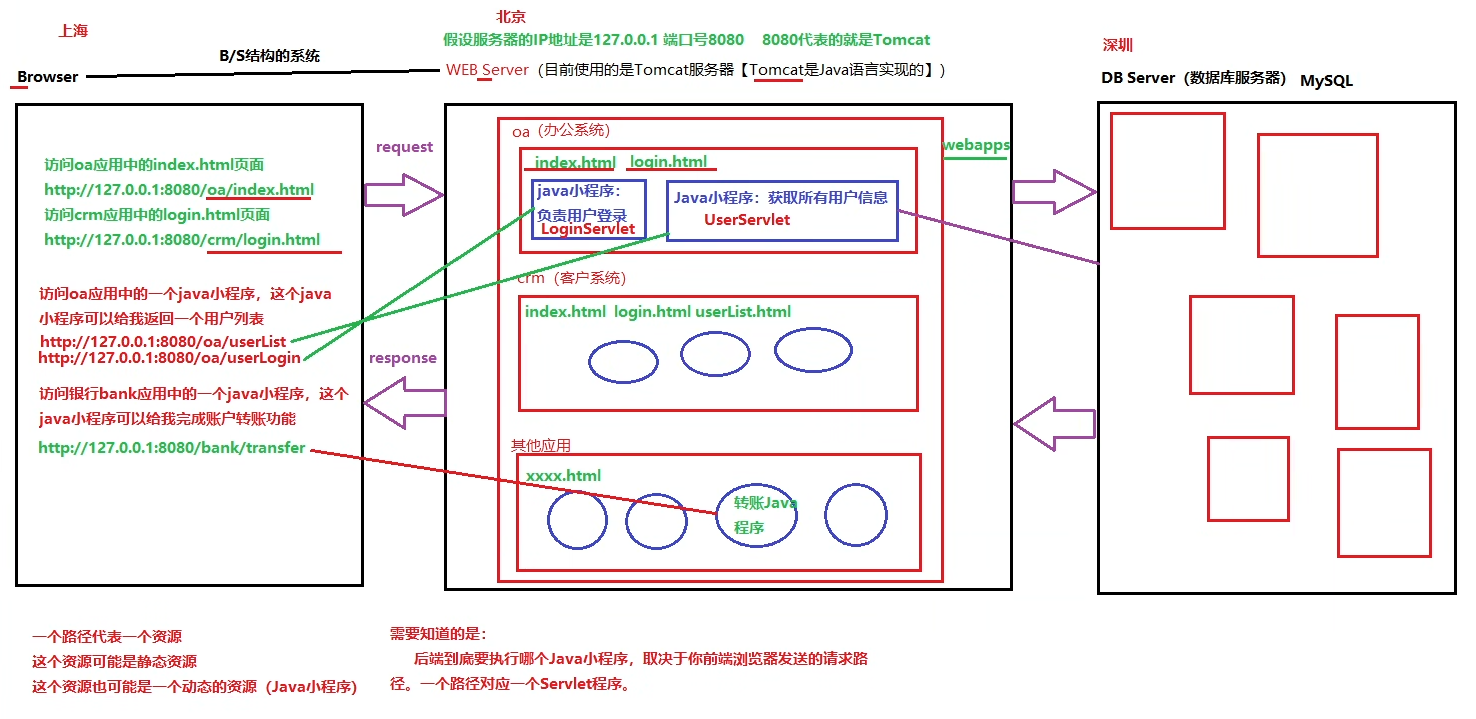 上海
北京
假设服务器的IP地址是127.0.0.1 端口号8080 8080代表的就是Tomcat
深圳
B/S结构的系统
Browser
WEB Server（目前使用的是Tomcat服务器【Tomcat是Java语言实现的】）
DB Server（数据库服务器） MySQL
访问oa应用中的index.html页面
http://127.0.0.1:8080/oa/index.html
访问crm应用中的login.html页面
http://127.0.0.1:8080/crm/login.html
访问oa应用中的一个java小程序，这个java
小程序可以给我返回一个用户列表
http://127.0.0.1:8080/oa/userList
http://127.0.0.1:8080/oa/userLogin
访问银行bank应用中的一个java小程序，这个
java小程序可以给我完成账户转账功能
http://127.0.0.1:8080/bank/transfer
request
response
oa（办公系统）
webapps
index.html login.html
java小程序：
负责用户登录
LoginServlet
Java小程序：获取所有用户信息
UserServlet
crm（客户系统）
index.html login.html userList.html
其他应用
xxxx.html
转账Java
程序
一个路径代表一个资源
这个资源可能是静态资源
这个资源也可能是一个动态的资源（Java小程序）
需要知道的是：
后端到底要执行哪个Java小程序，取决于你前端浏览器发送的请求路
径。一个路径对应一个Servlet程序。